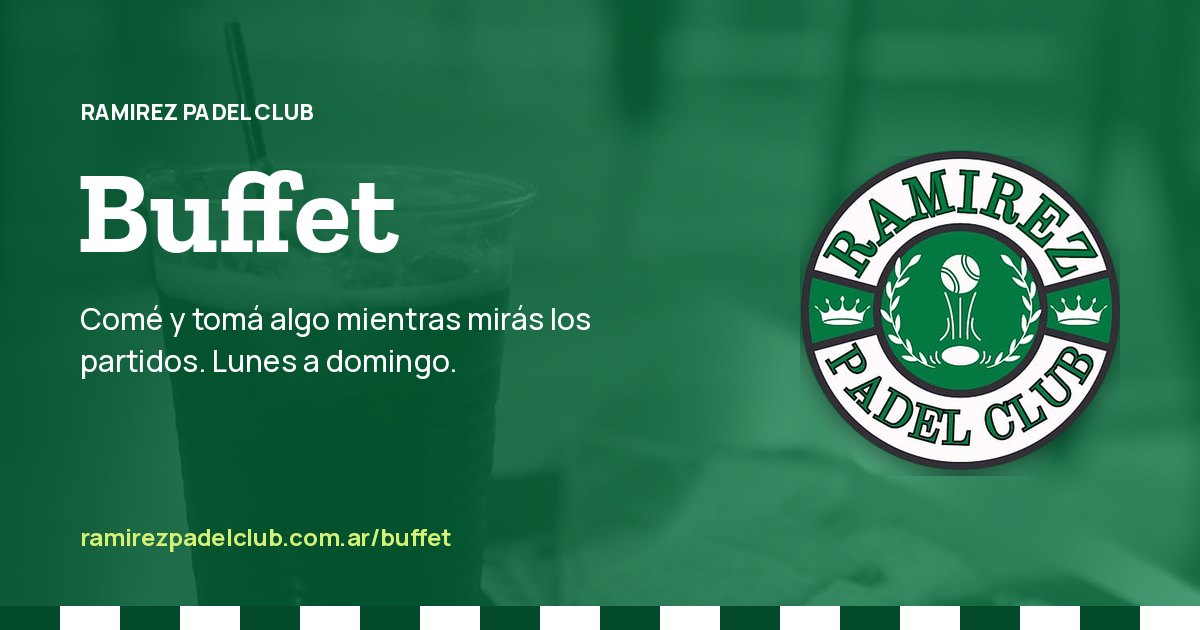 RAMIREZ PADEL CLUB
Buffet
Comé y tomá algo mientras mirás los
partidos. Lunes a domingo.
ramirezpadelclub.com.ar/buffet
RAMIREZ
PADEL CLUB